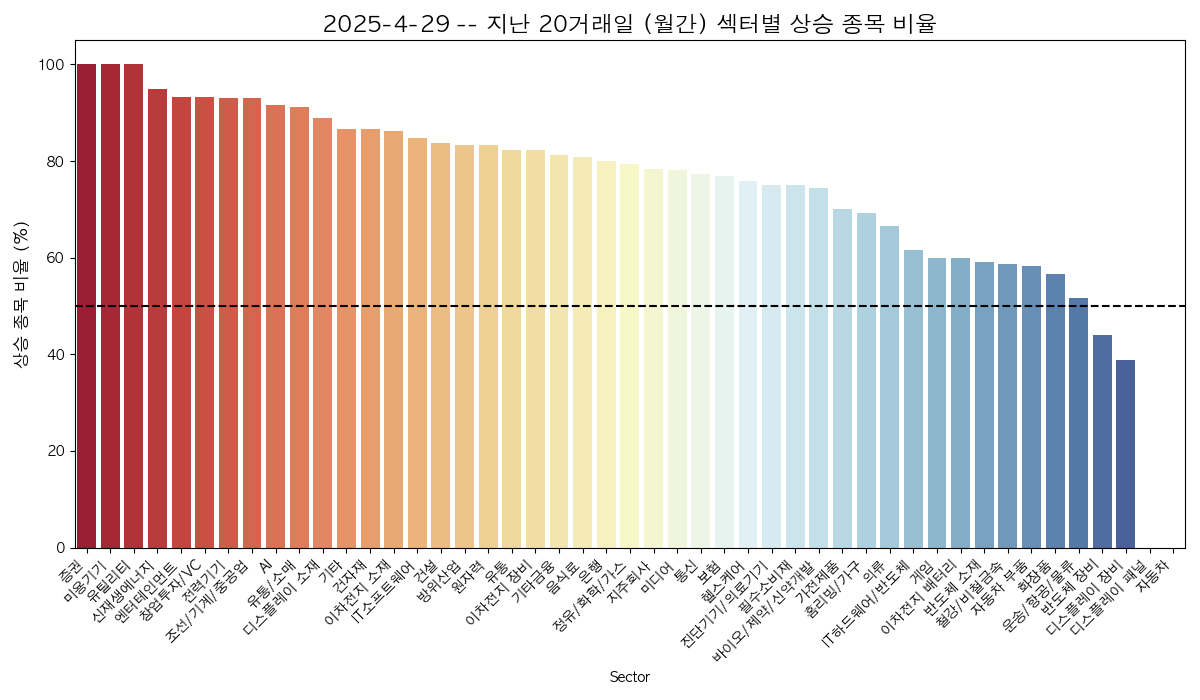 2025-4-29 -- 지난 20거래일 (월간) 섹터별 상승 종목 비율
상승 종목 비율 (%)
100
80
60
40
20
0
증권
미용기기
유틸리티
신재생에너지
엔터테인먼트
창업투자/VC
전력기기
조선/기계/중공업
AI
유통/소매
디스플레이 소재
기타
건자재
이차전지 소재
IT소프트웨어
건설
방위산업
원자력
유통
이차전지 장비
기타금융
음식료
은행
정유/화학/가스
지주회사
미디어
통신
보험
헬스케어
진단기기/의료기기
필수소비재
바이오/제약/신약개발
가전제품
홈리빙/가구
의류
IT하드웨어/반도체
게임
이차전지 배터리
반도체 소재
철강/비철금속
자동차 부품
화장품
운송/항공/물류
반도체 장비
디스플레이 장비
디스플레이 패널
자동차
Sector